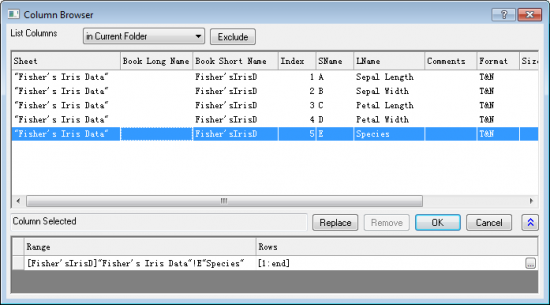 Column Browser
List Columns in Current Folder Exclude
Sheet Book Long Name Book Short Name Index SName LName Comments Format Size
"Fisher's Iris Data" Fisher'sIrisD 1 A Sepal Length T&N
"Fisher's Iris Data" Fisher'sIrisD 2 B Sepal Width T&N
"Fisher's Iris Data" Fisher'sIrisD 3 C Petal Length T&N
"Fisher's Iris Data" Fisher'sIrisD 4 D Petal Width T&N
"Fisher's Iris Data" Fisher'sIrisD 5 E Species T&N
Column Selected Replace Remove OK Cancel
Range Rows
[Fisher'sIrisD]"Fisher's Iris Data"!E"Species" [1:end] ...